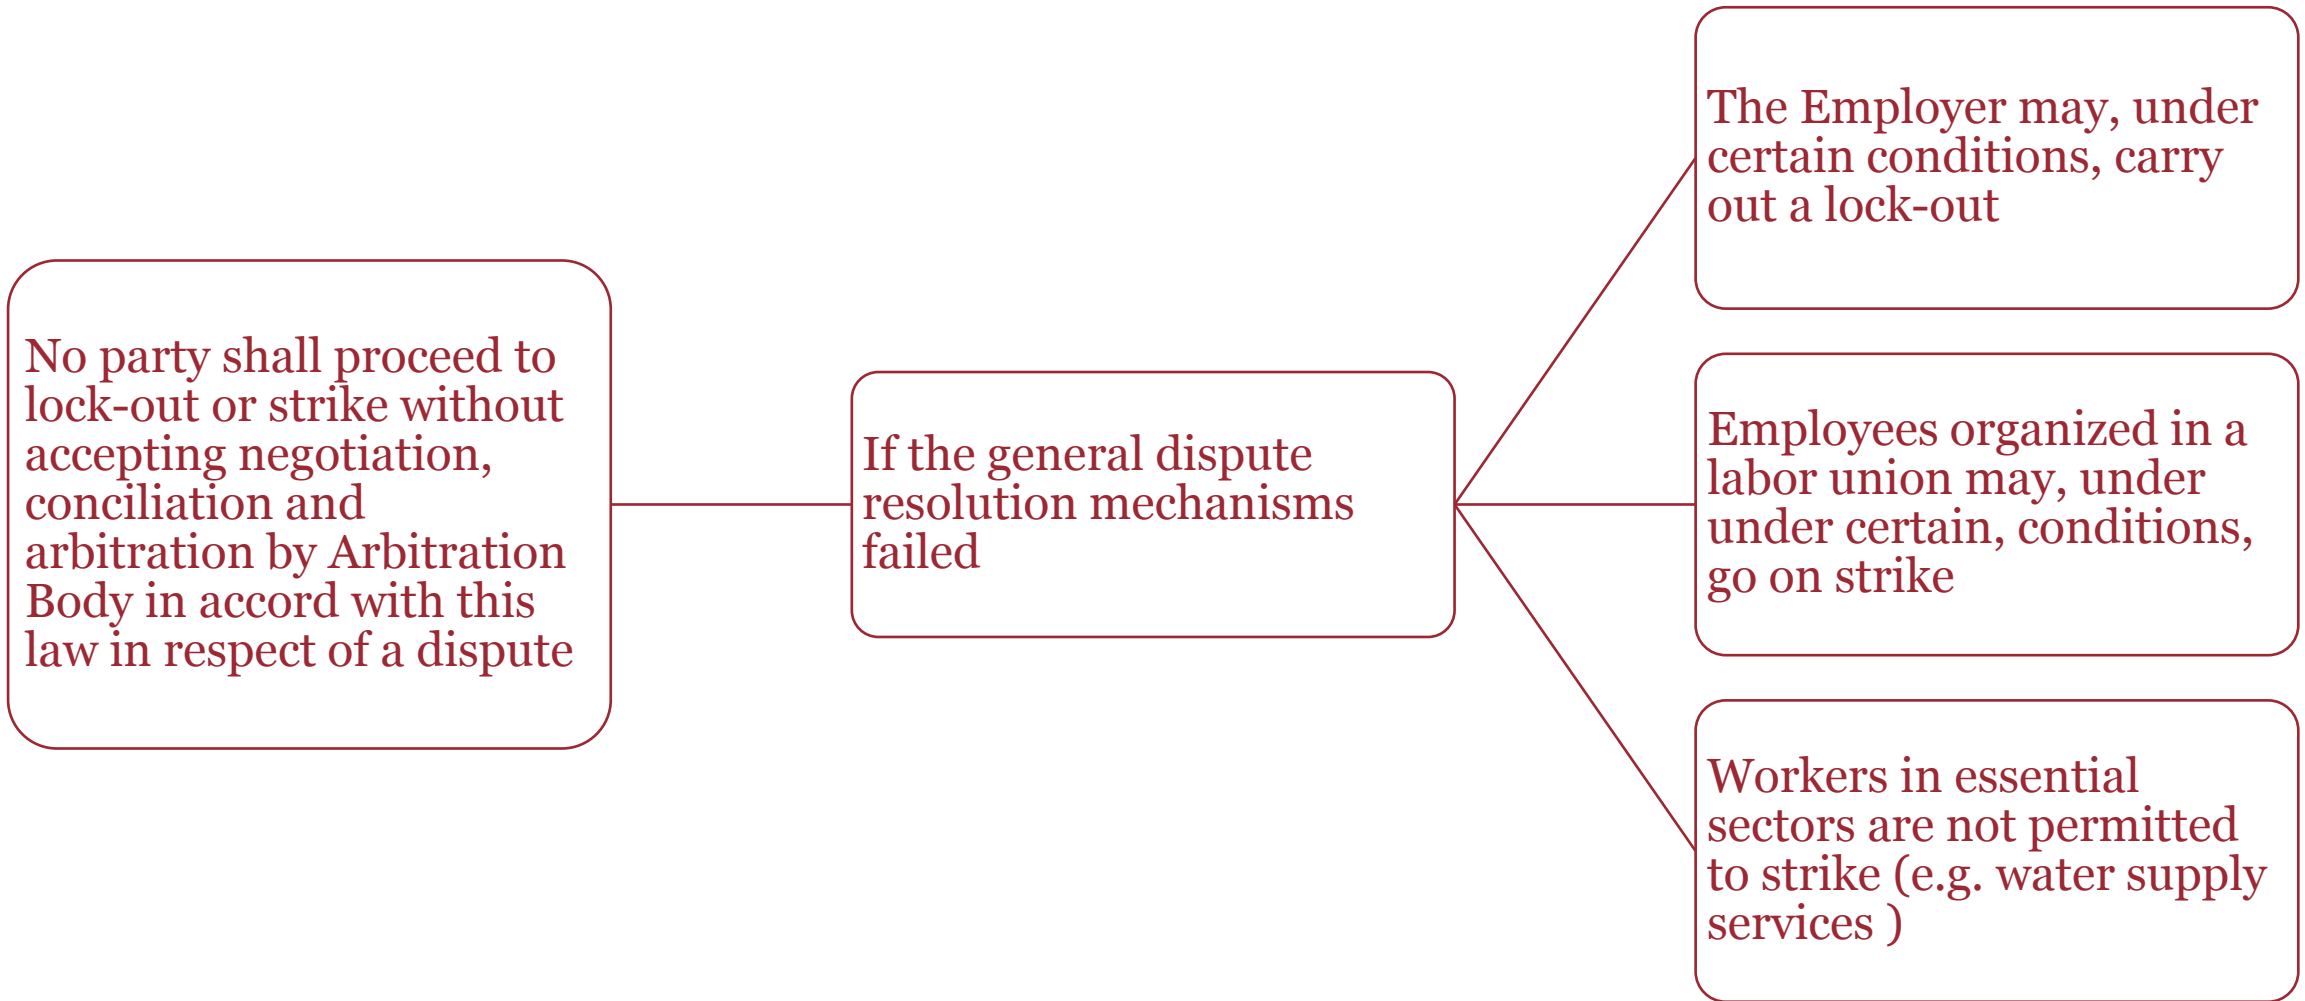 No party shall proceed to
lock-out or strike without
accepting negotiation,
conciliation and
arbitration by Arbitration
Body in accord with this
law in respect of a dispute
If the general dispute
resolution mechanisms
failed
The Employer may, under
certain conditions, carry
out a lock-out
Employees organized in a
labor union may, under
under certain, conditions,
go on strike
Workers in essential
sectors are not permitted
to strike (e.g. water supply
services )